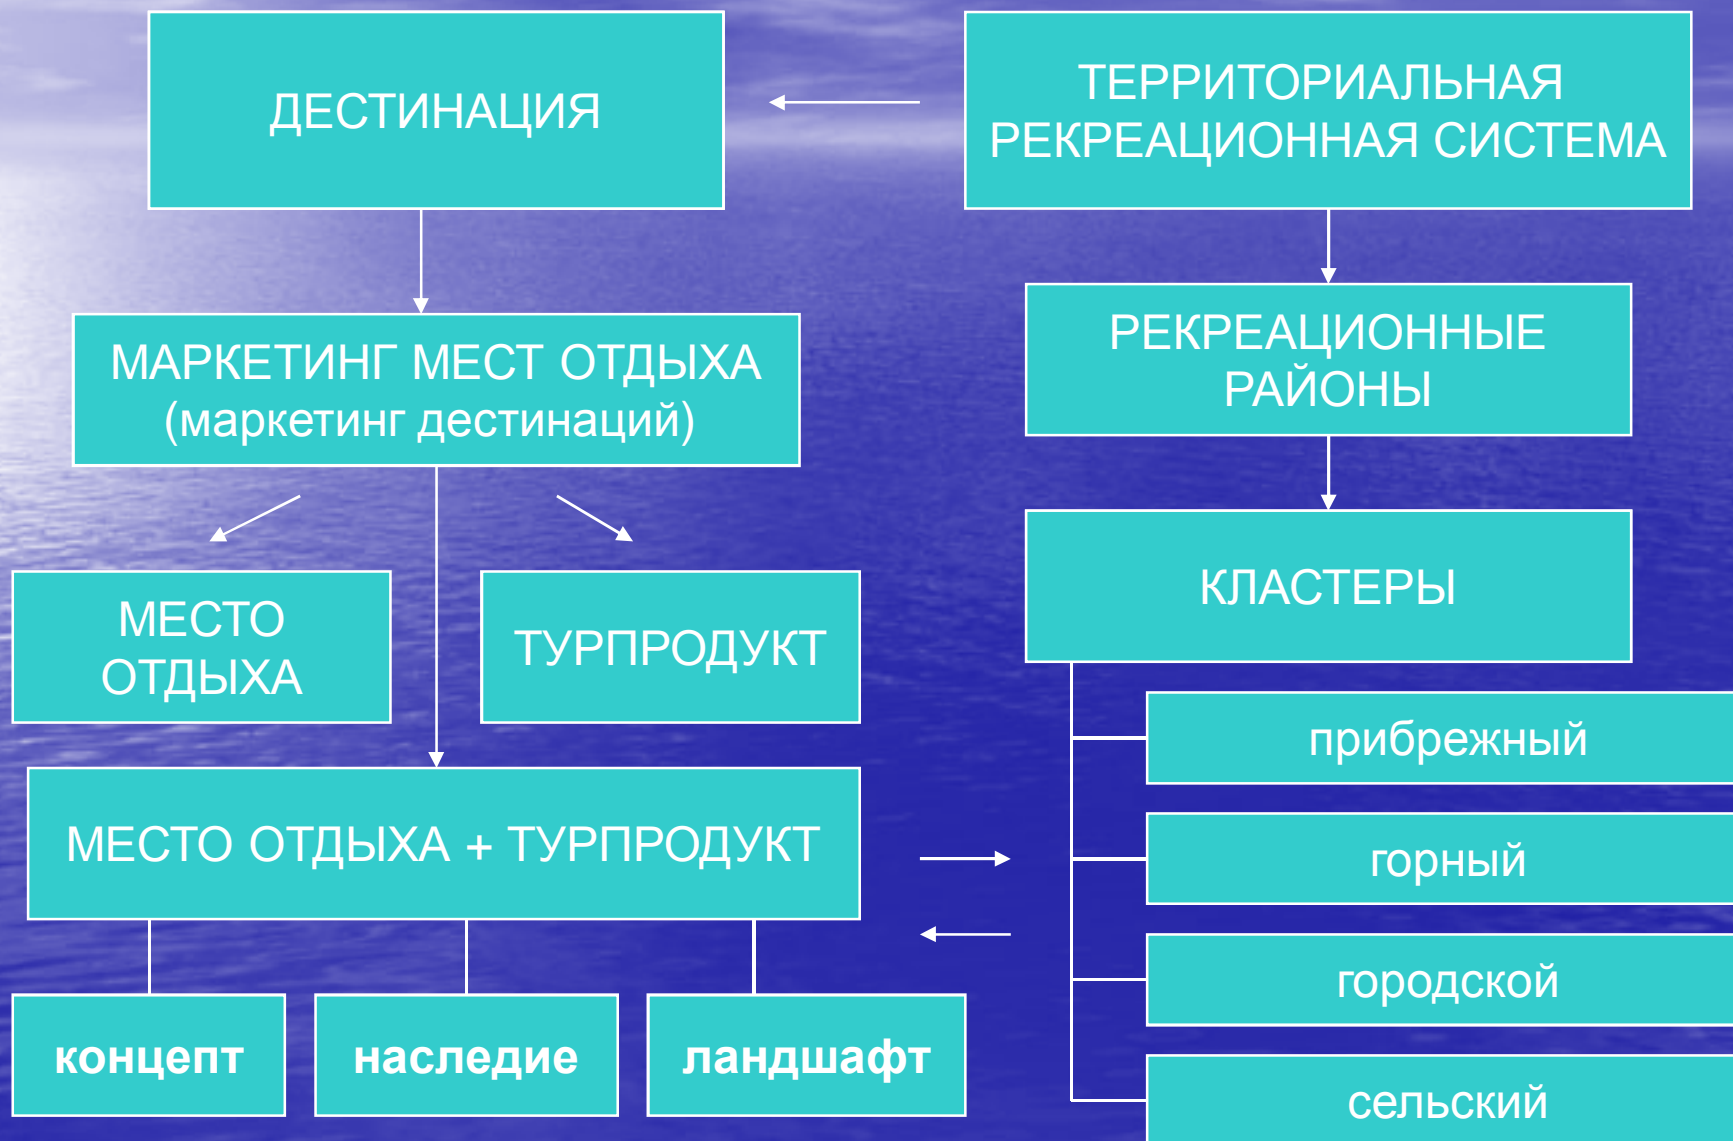 ДЕСТИНАЦИЯ
ТЕРРИТОРИАЛЬНАЯ
РЕКРЕАЦИОННАЯ СИСТЕМА
МАРКЕТИНГ МЕСТ ОТДЫХА
(маркетинг дестинаций)
РЕКРЕАЦИОННЫЕ
РАЙОНЫ
МЕСТО
ОТДЫХА
ТУРПРОДУКТ
КЛАСТЕРЫ
МЕСТО ОТДЫХА + ТУРПРОДУКТ
концепт
наследие
ландшафт
прибрежный
горный
городской
сельский